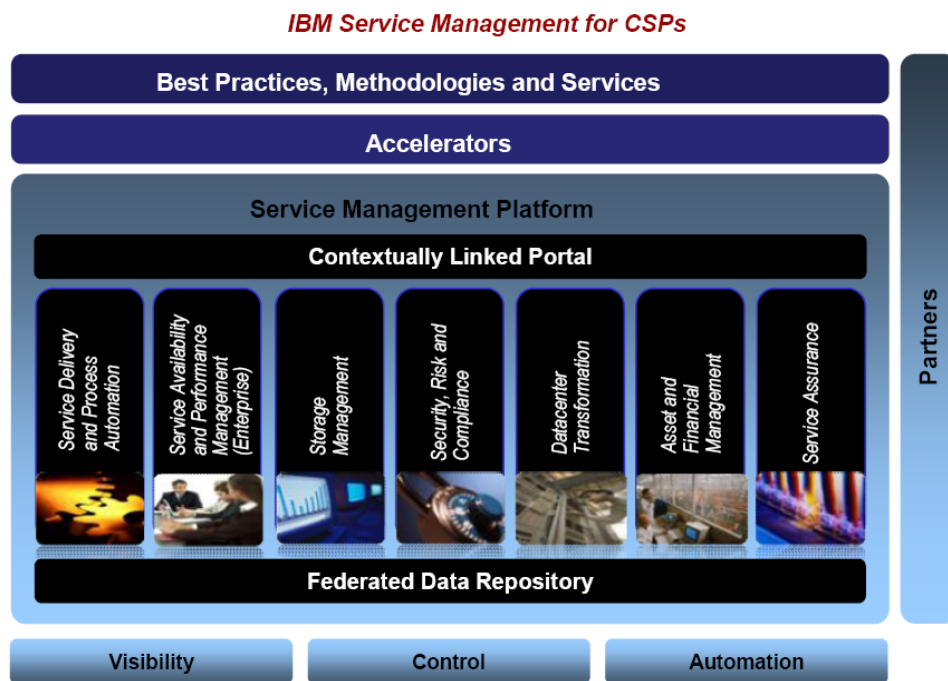 IBM Service Management for CSPs
Best Practices, Methodologies and Services
Accelerators
Service Management Platform
Contextually Linked Portal
Service Delivery
and Process
Automation
Service Availability
and Performance
Management
(Enterprise)
Storage
Management
Security, Risk and
Compliance
Datacenter
Transformation
Asset and
Financial
Management
Service Assurance
Federated Data Repository
Partners
Visibility
Control
Automation